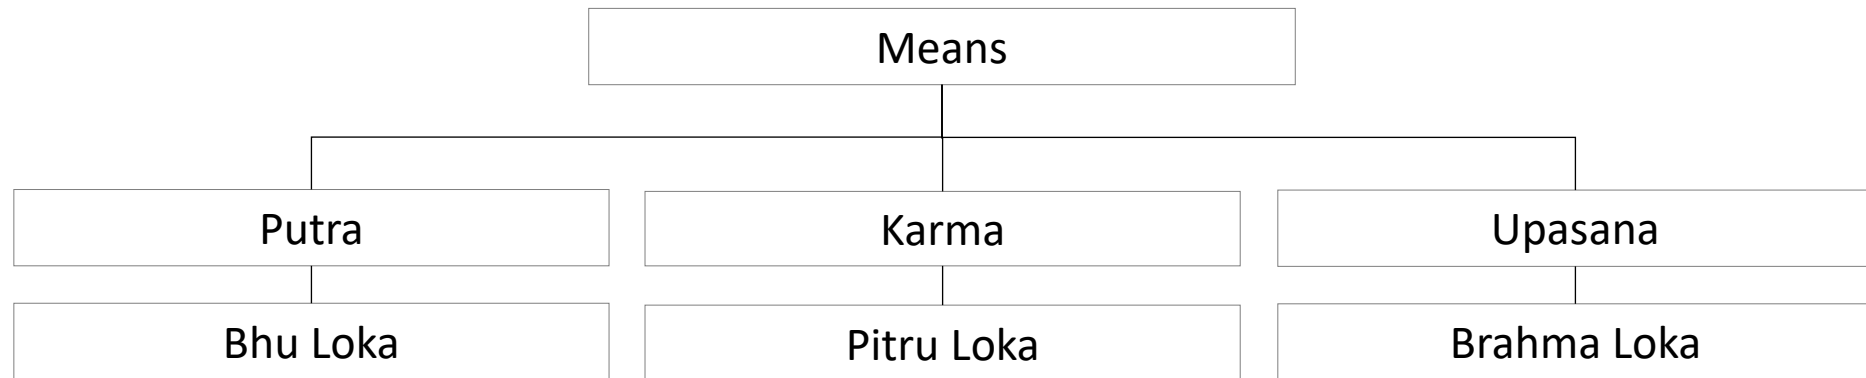 Means
Putra
Karma
Upasana
Bhu Loka
Pitru Loka
Brahma Loka